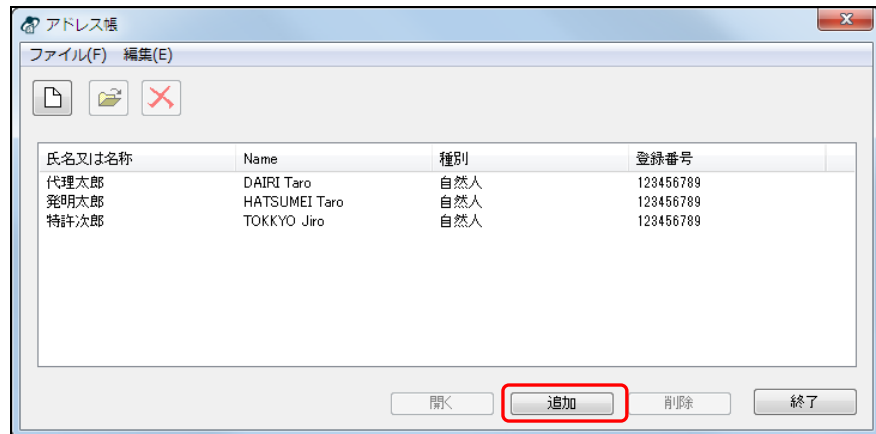 アドレス帳
ファイル(F) 編集(E)
氏名又は名称 Name 種別 登録番号
代理太郎 DAIRI Taro 自然人 123456789
発明太郎 HATSUMEI Taro 自然人 123456789
特許次郎 TOKKYO Jiro 自然人 123456789
開く 追加 削除 終了